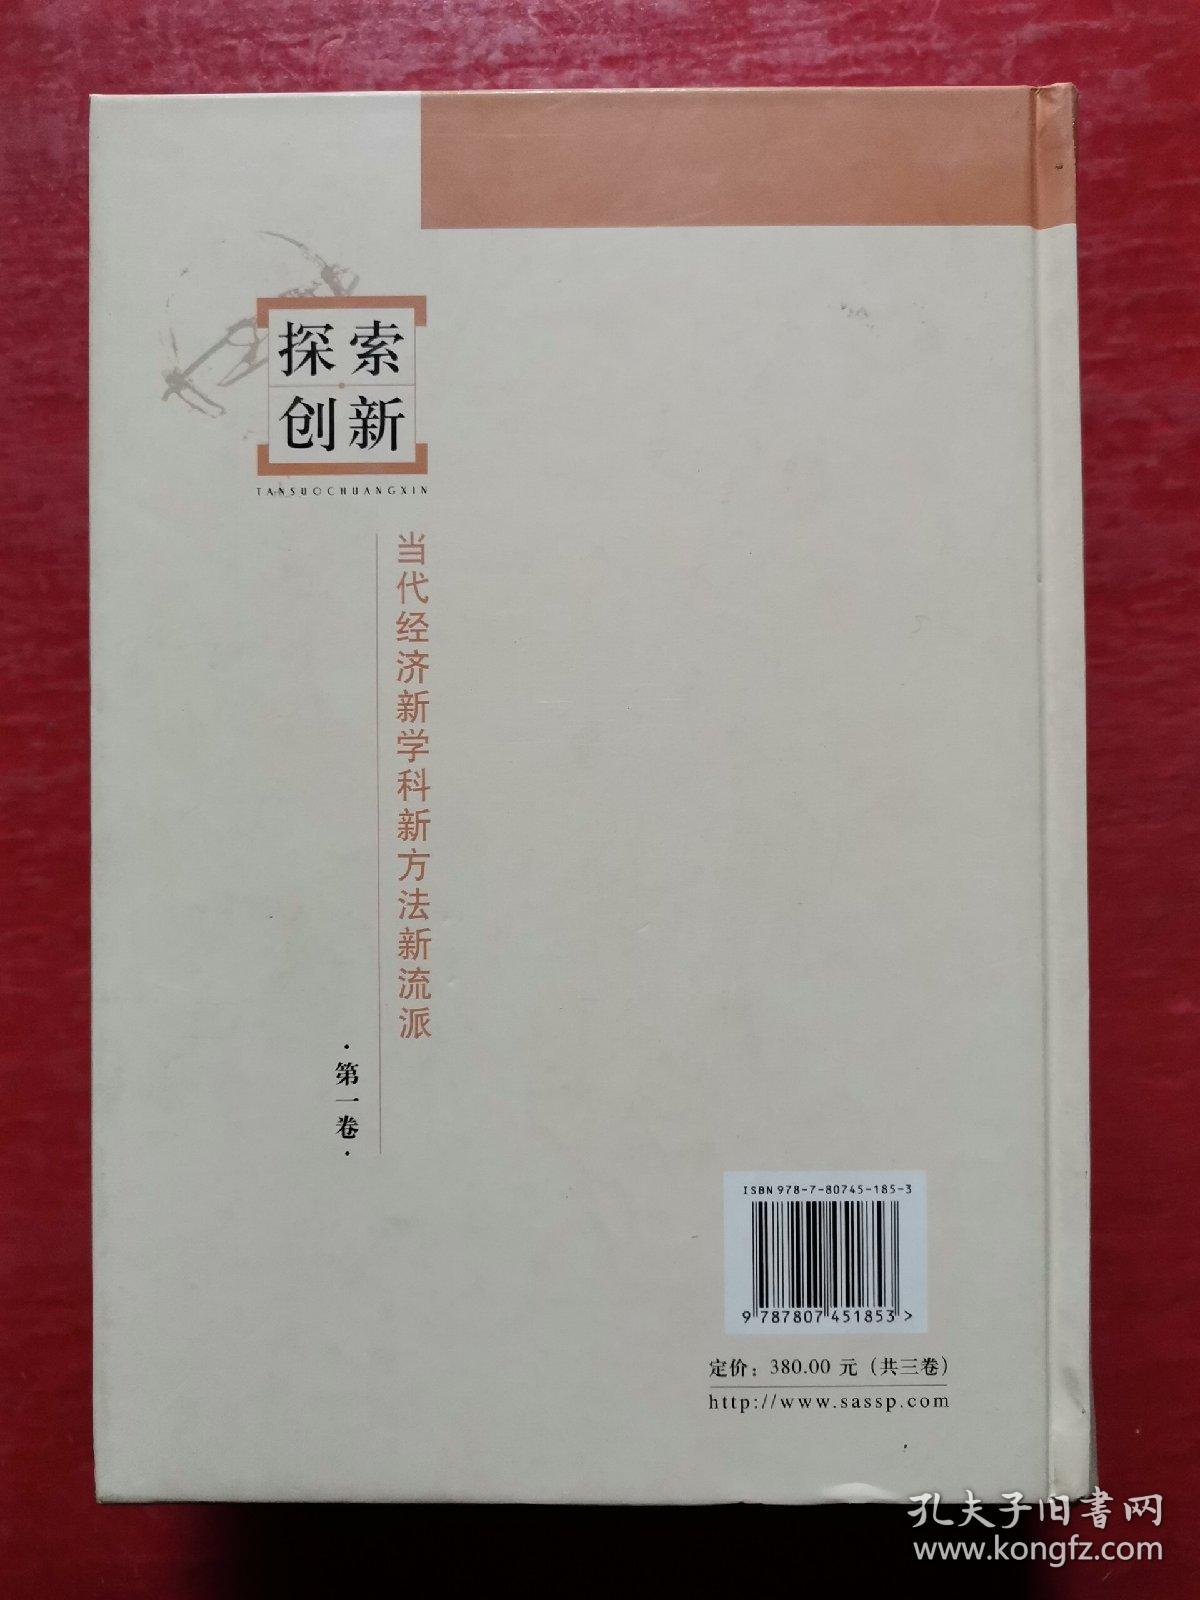 探索
创新
TANSUOCHUANGXIN
当代经济新学科新方法新流派
·第一卷·
ISBN 978-7-80745-185-3
9 787807 451853 >
定价：380.00 元（共三卷）
http://www.sassp.com
孔夫子旧书网
www.kongfz.com